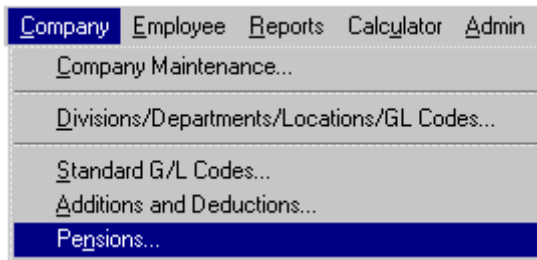 Company Employee Reports Calculator Admin
Company Maintenance...
Divisions/Departments/Locations/GL Codes...
Standard G/L Codes...
Additions and Deductions...
Pensions...